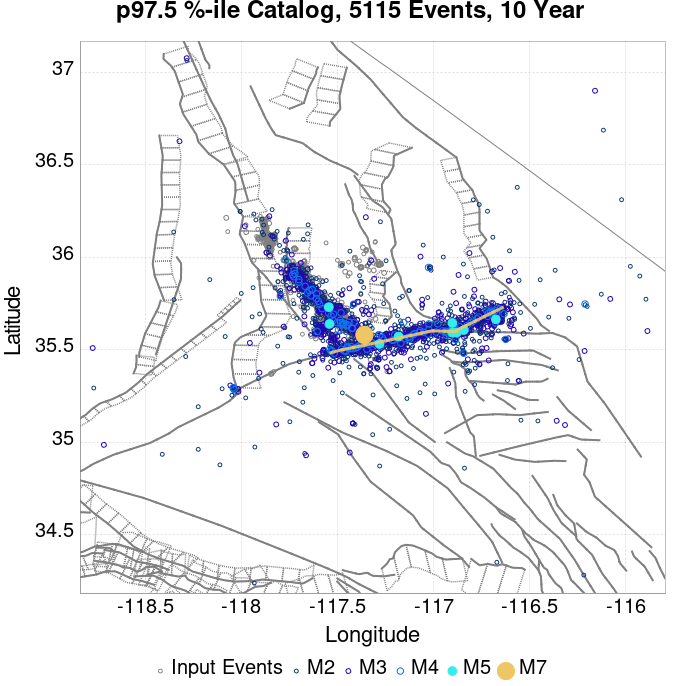 p97.5 %-ile Catalog, 5115 Events, 10 Year
37
36.5
36
35.5
35
34.5
Latitude
-118.5 -118 -117.5 -117 -116.5 -116
Longitude
Input Events M2 M3 M4 M5 M7